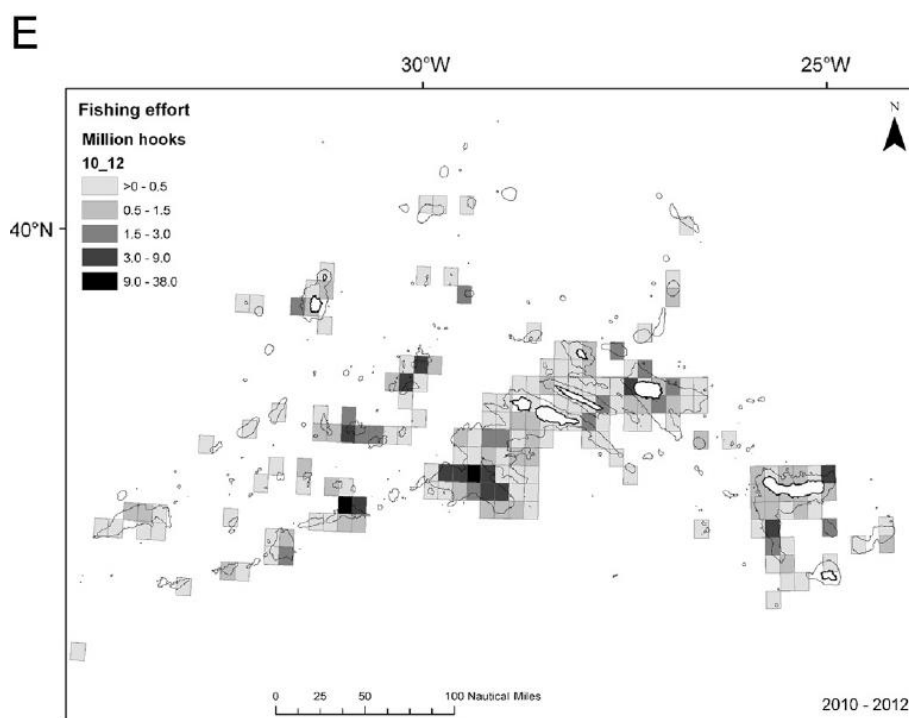 E
30°W 25°W
Fishing effort
Million hooks
10_12
>0 - 0.5
0.5 - 1.5
1.5 - 3.0
3.0 - 9.0
9.0 - 38.0
N
40°N
0 25 50 100 Nautical Miles
2010 - 2012